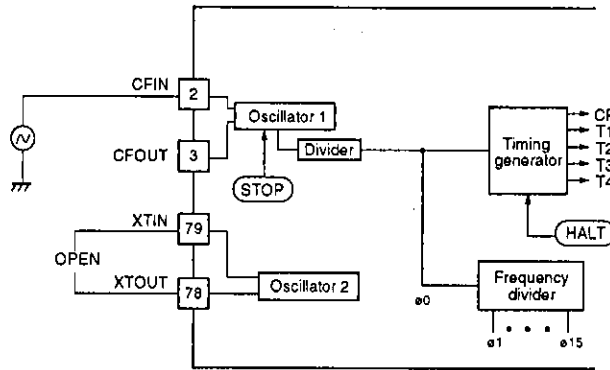 CFIN
2
Oscillator 1
CFOUT
3
Divider
STOP
Timing
generator
CP
T1
T2
T3
T4
HALT
XTIN
79
OPEN
XTOUT
78
Oscillator 2
ø0
Frequency
divider
ø1
ø15